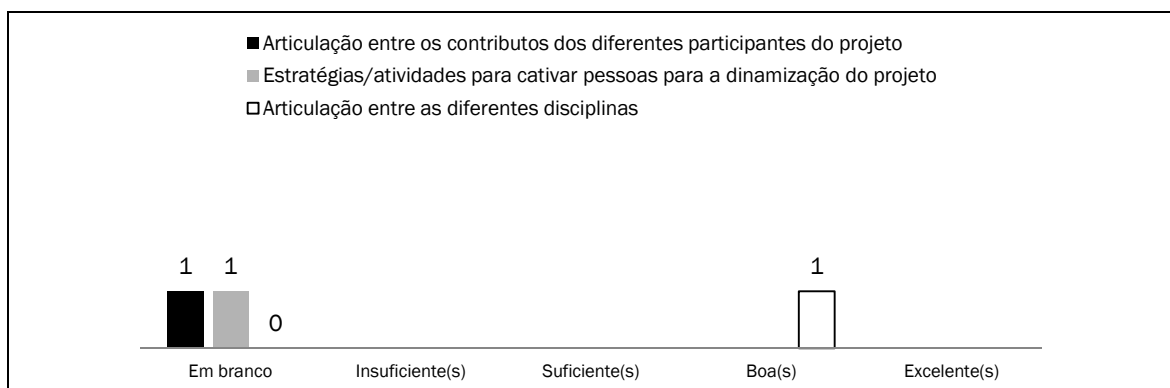 Articulação entre os contributos dos diferentes participantes do projeto
Estratégias/atividades para cativar pessoas para a dinamização do projeto
Articulação entre as diferentes disciplinas
1 1 0 1
Em branco Insuficiente(s) Suficiente(s) Boa(s) Excelente(s)